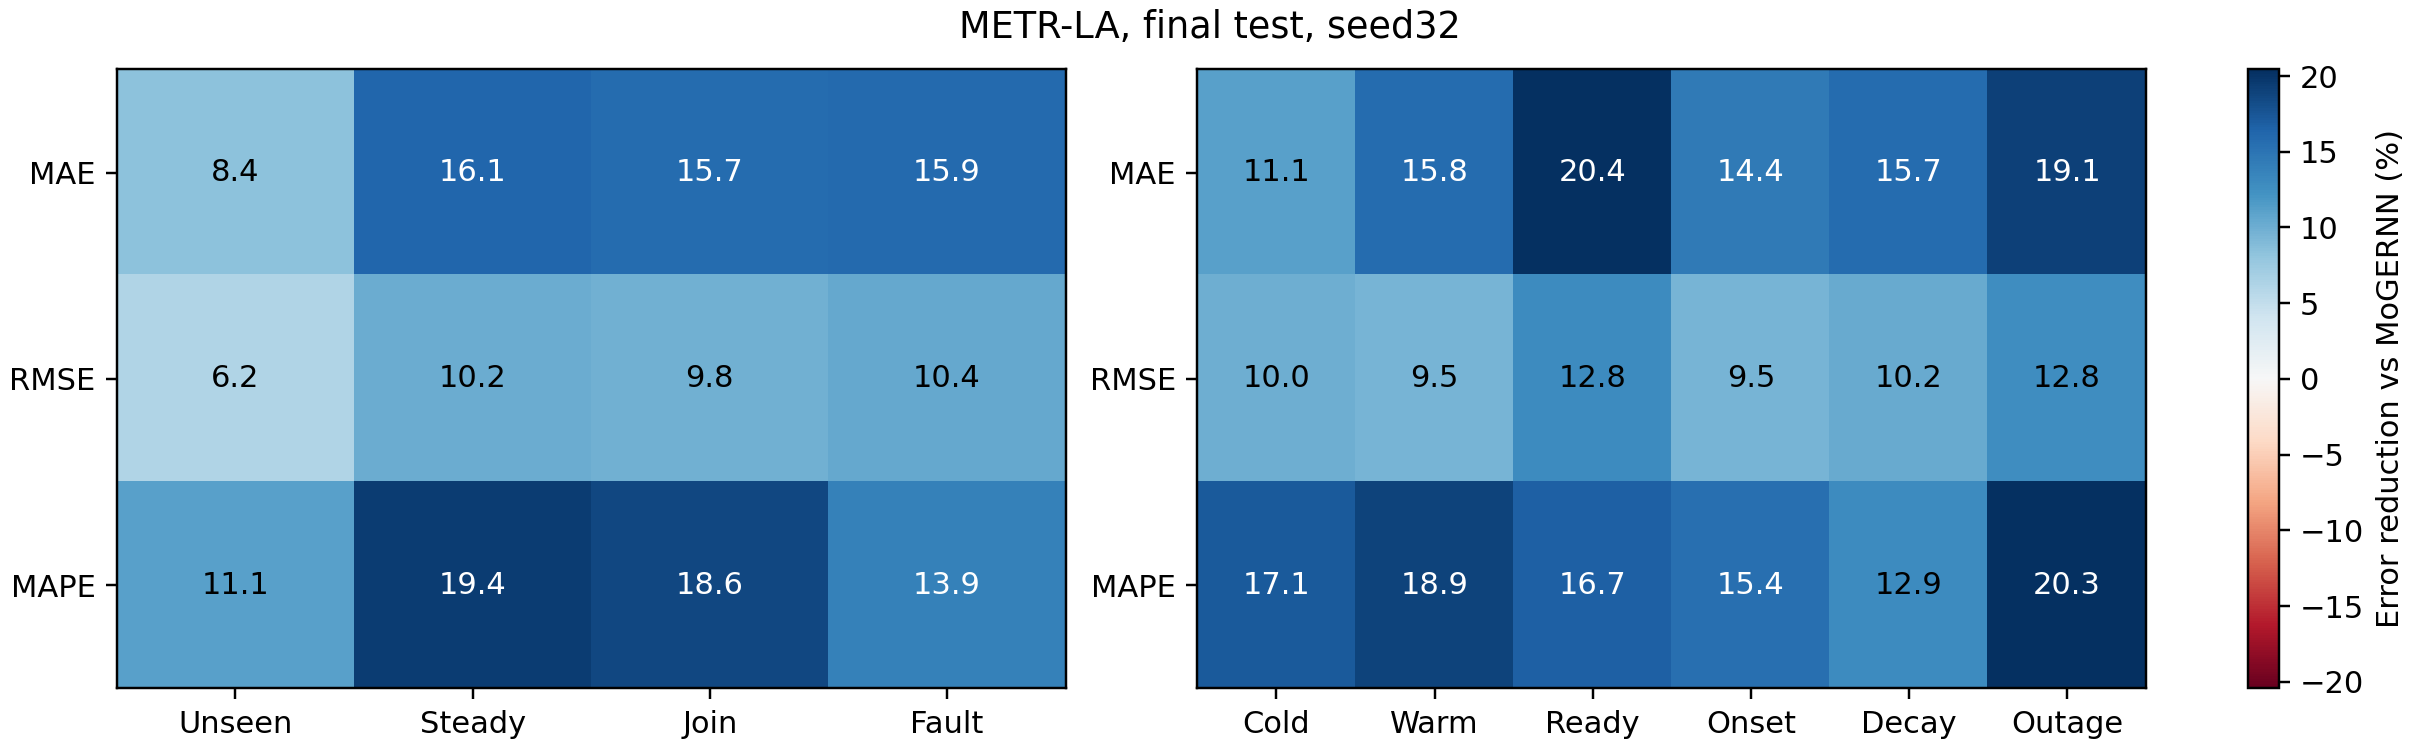 METR-LA, final test, seed32
MAE 8.4 16.1 15.7 15.9
RMSE 6.2 10.2 9.8 10.4
MAPE 11.1 19.4 18.6 13.9
Unseen Steady Join Fault
MAE 11.1 15.8 20.4 14.4 15.7 19.1
RMSE 10.0 9.5 12.8 9.5 10.2 12.8
MAPE 17.1 18.9 16.7 15.4 12.9 20.3
Cold Warm Ready Onset Decay Outage
20
15
10
5
0
−5
−10
−15
−20
Error reduction vs MoGERNN (%)